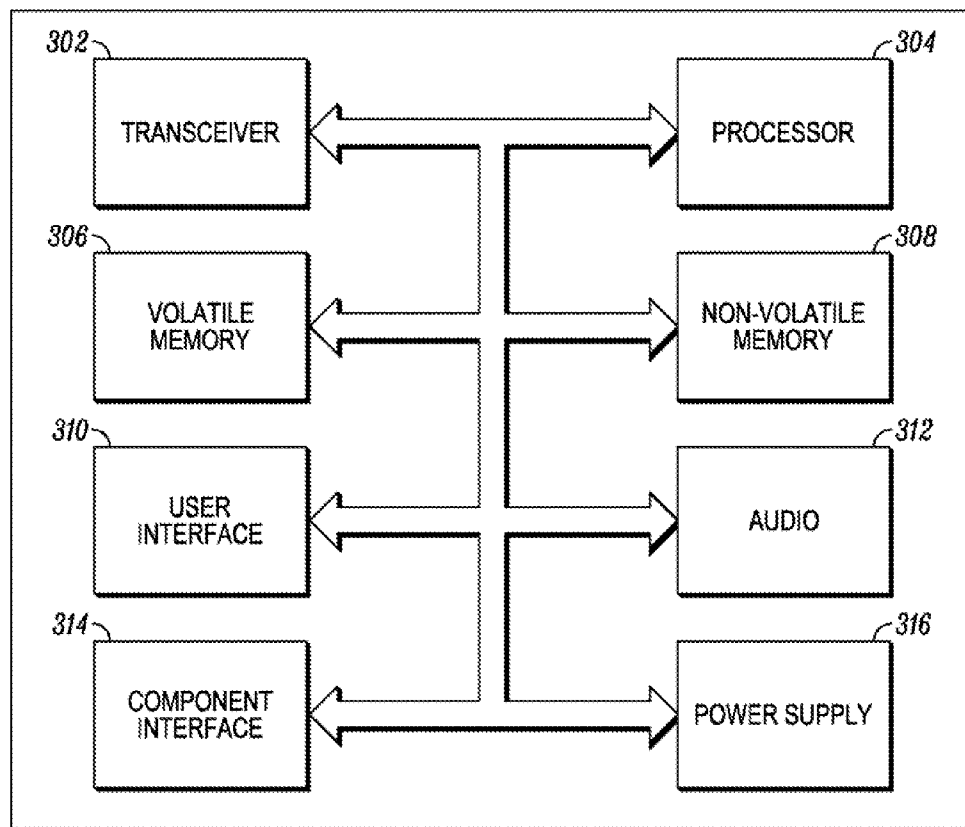 302
304
TRANSCEIVER
PROCESSOR
306
308
VOLATILE
MEMORY
NON-VOLATILE
MEMORY
310
312
USER
INTERFACE
AUDIO
314
316
COMPONENT
INTERFACE
POWER SUPPLY